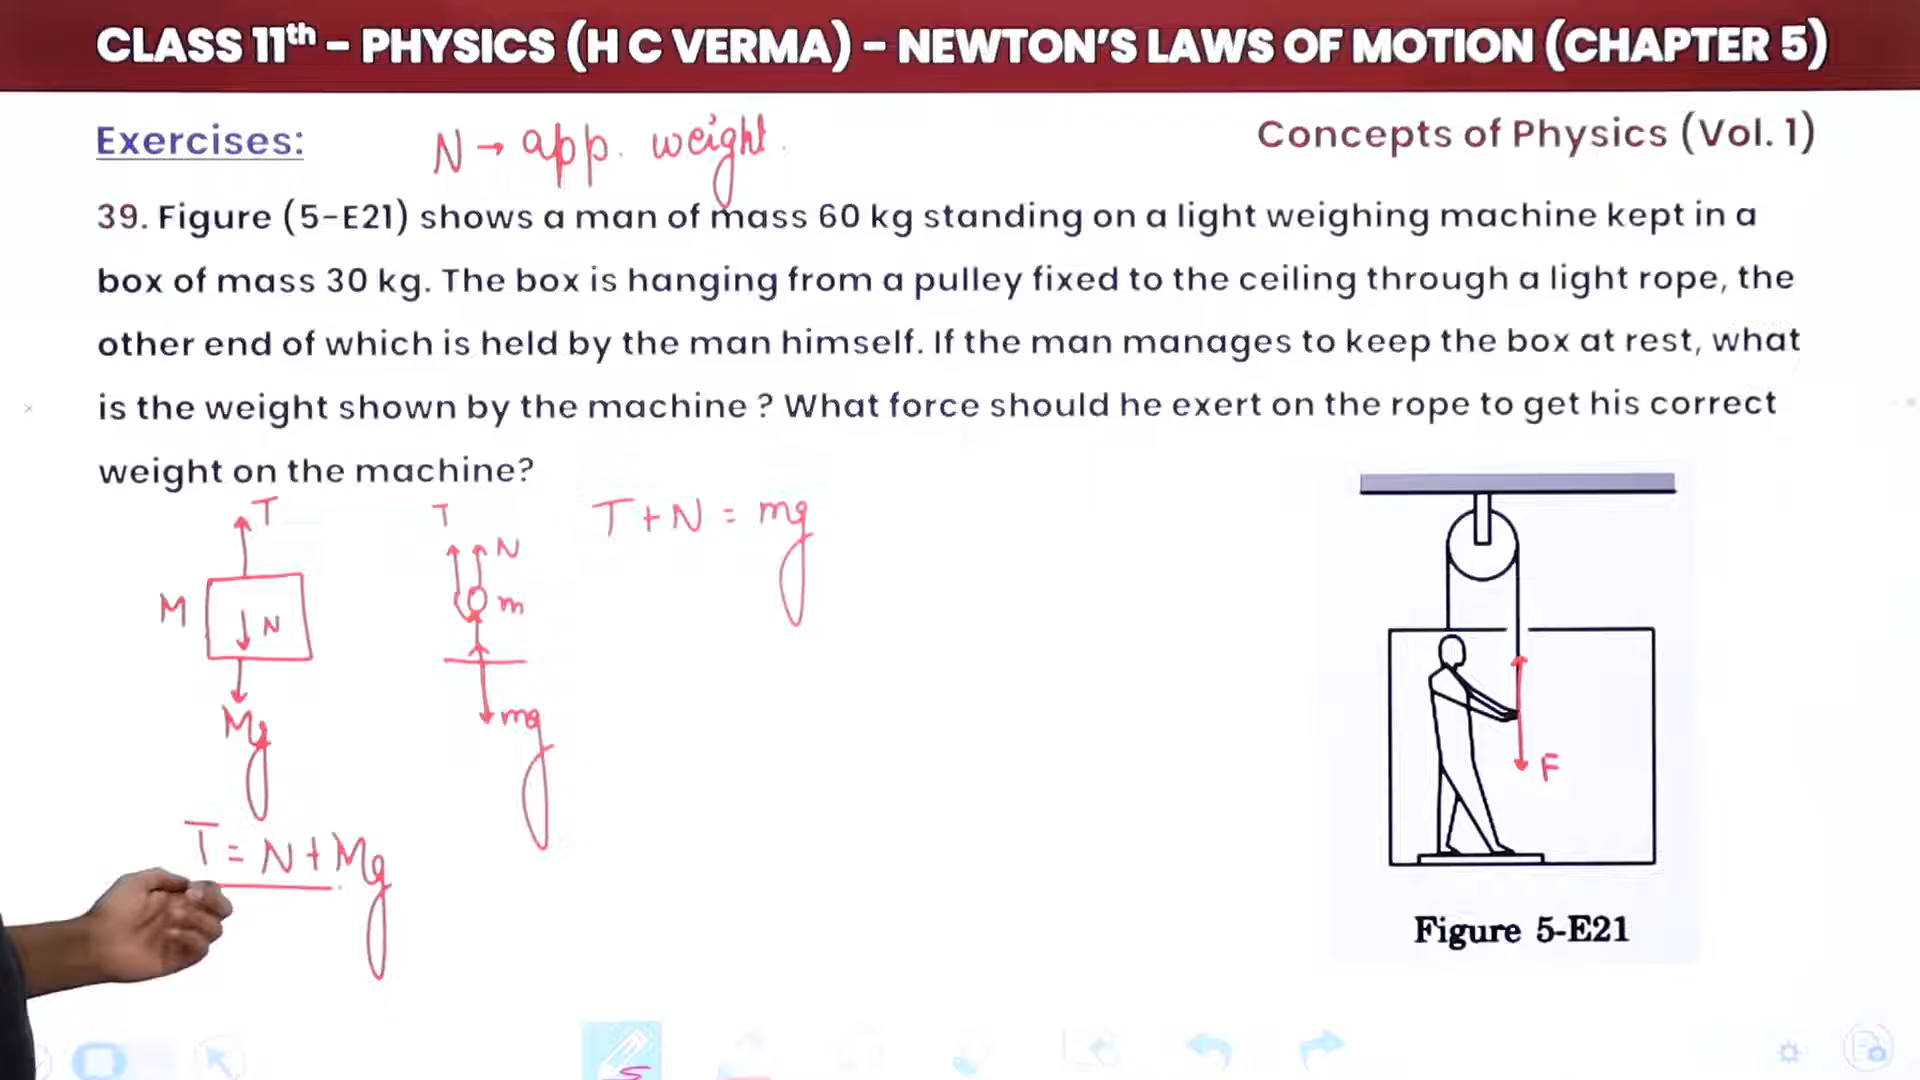 CLASS 11th – PHYSICS (H C VERMA) – NEWTON'S LAWS OF MOTION (CHAPTER 5)
Exercises:
N → app. weight.
Concepts of Physics (Vol. 1)
39. Figure (5-E21) shows a man of mass 60 kg standing on a light weighing machine kept in a
box of mass 30 kg. The box is hanging from a pulley fixed to the ceiling through a light rope, the
other end of which is held by the man himself. If the man manages to keep the box at rest, what
is the weight shown by the machine ? What force should he exert on the rope to get his correct
weight on the machine?
T
M
N
Mg
T = N + Mg
T
N
m
mg
T + N = mg
F
Figure 5-E21